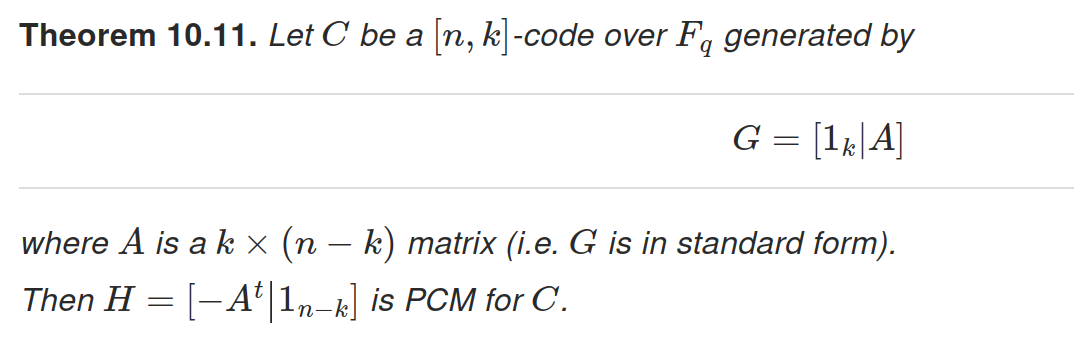 Theorem 10.11. Let C be a [n, k]-code over F_q generated by
G = [1_k|A]
where A is a k × (n − k) matrix (i.e. G is in standard form).
Then H = [−A^t|1_{n−k}] is PCM for C.